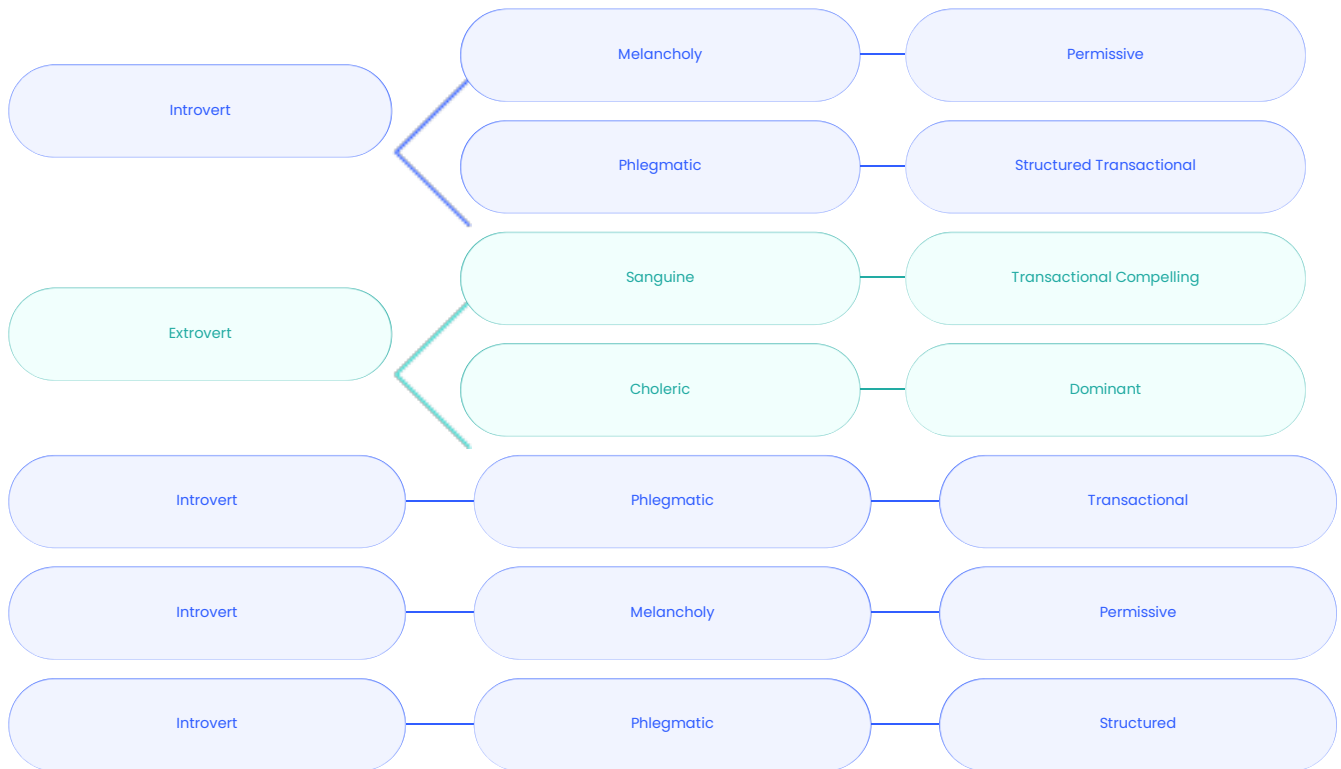 Introvert
Melancholy
Permissive
Phlegmatic
Structured Transactional
Extrovert
Sanguine
Transactional Compelling
Choleric
Dominant
Introvert
Phlegmatic
Transactional
Introvert
Melancholy
Permissive
Introvert
Phlegmatic
Structured